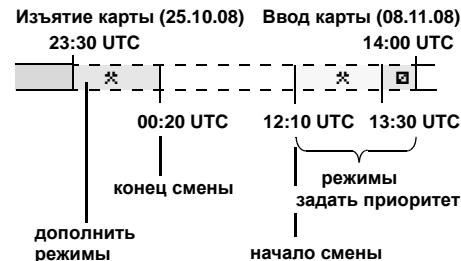 Изъятие карты (25.10.08) Ввод карты (08.11.08)
23:30 UTC 14:00 UTC
00:20 UTC 12:10 UTC 13:30 UTC
конец смены
режимы
задать приоритет
дополнить
режимы
начало смены